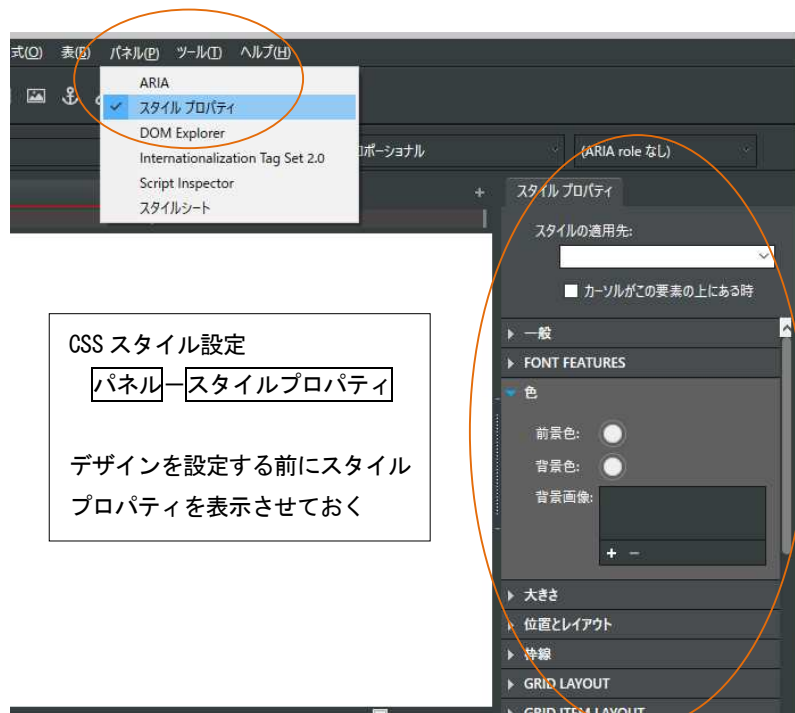 式(O) 表(B) パネル(P) ツール(T) ヘルプ(H)
ARIA
スタイル プロパティ
DOM Explorer
Internationalization Tag Set 2.0
Script Inspector
スタイルシート
ロポーショナル
(ARIA role なし)
スタイル プロパティ
スタイルの適用先:
カーソルがこの要素の上にある時
一般
FONT FEATURES
色
前景色:
背景色:
背景画像:
+ −
大きさ
位置とレイアウト
枠線
GRID LAYOUT
GRID ITEM LAYOUT
CSS スタイル設定
パネル－スタイルプロパティ
デザインを設定する前にスタイル
プロパティを表示させておく